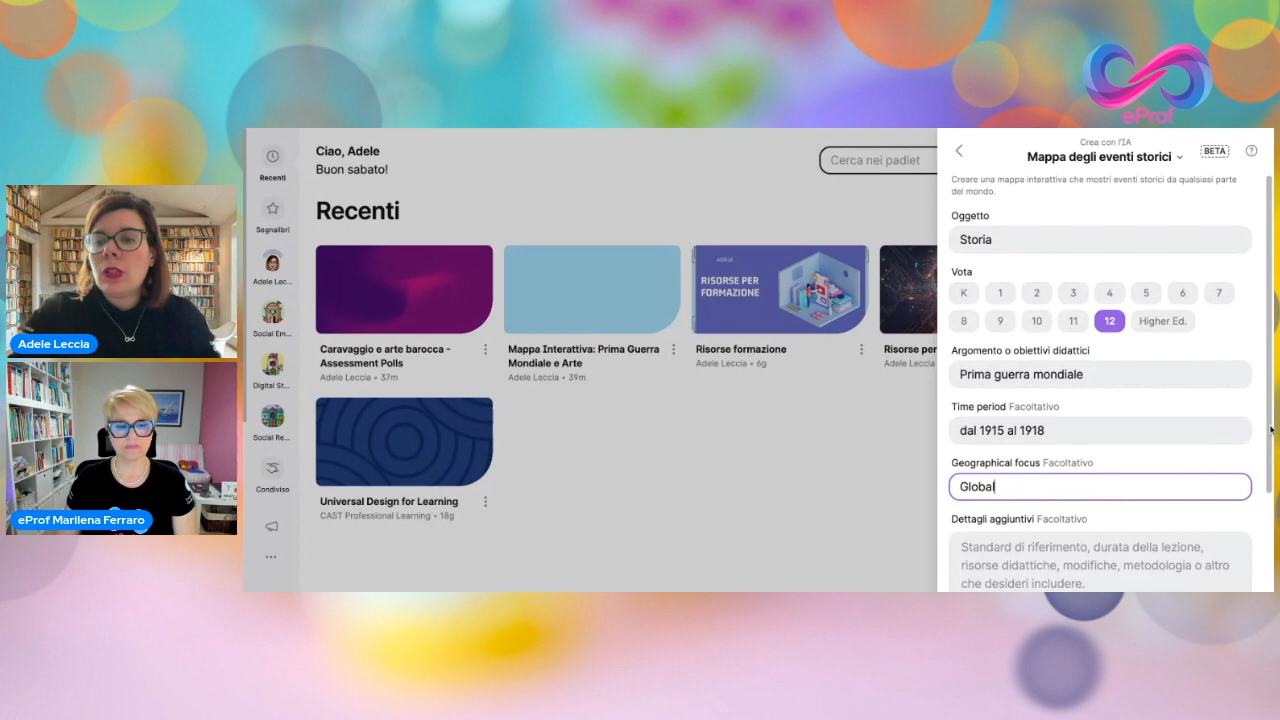 eProf
Adele Leccia
eProf Marilena Ferraro
Recenti
Segnalibri
Adele Lec...
Social Em...
Digital St...
Social Re...
Condiviso
Ciao, Adele
Buon sabato!
Cerca nei padlet
Recenti
Caravaggio e arte barocca -
Assessment Polls
Adele Leccia • 37m
Mappa Interattiva: Prima Guerra
Mondiale e Arte
Adele Leccia • 39m
ADELE
RISORSE PER
FORMAZIONE
Risorse formazione
Adele Leccia • 6g
Risorse per
Adele Leccia
Universal Design for Learning
CAST Professional Learning • 18g
Crea con l'IA
Mappa degli eventi storici
BETA
Creare una mappa interattiva che mostri eventi storici da qualsiasi parte
del mondo.
Oggetto
Storia
Vota
K 1 2 3 4 5 6 7
8 9 10 11 12 Higher Ed.
Argomento o obiettivi didattici
Prima guerra mondiale
Time period Facoltativo
dal 1915 al 1918
Geographical focus Facoltativo
Global
Dettagli aggiuntivi Facoltativo
Standard di riferimento, durata della lezione,
risorse didattiche, modifiche, metodologia o altro
che desideri includere.